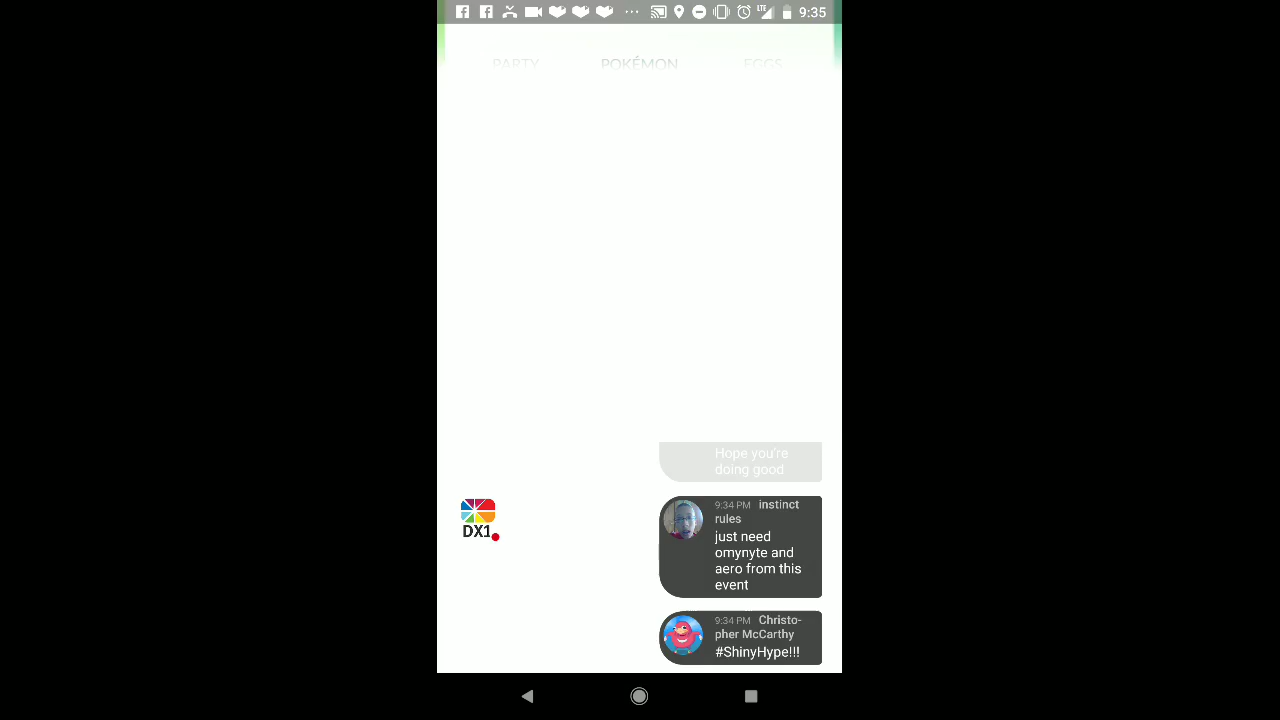 LTE 9:35
PARTY POKÉMON EGGS
Hope you're
doing good
9:34 PM instinct
rules
just need
omynyte and
aero from this
event
DX1
9:34 PM Christo-
pher McCarthy
#ShinyHype!!!